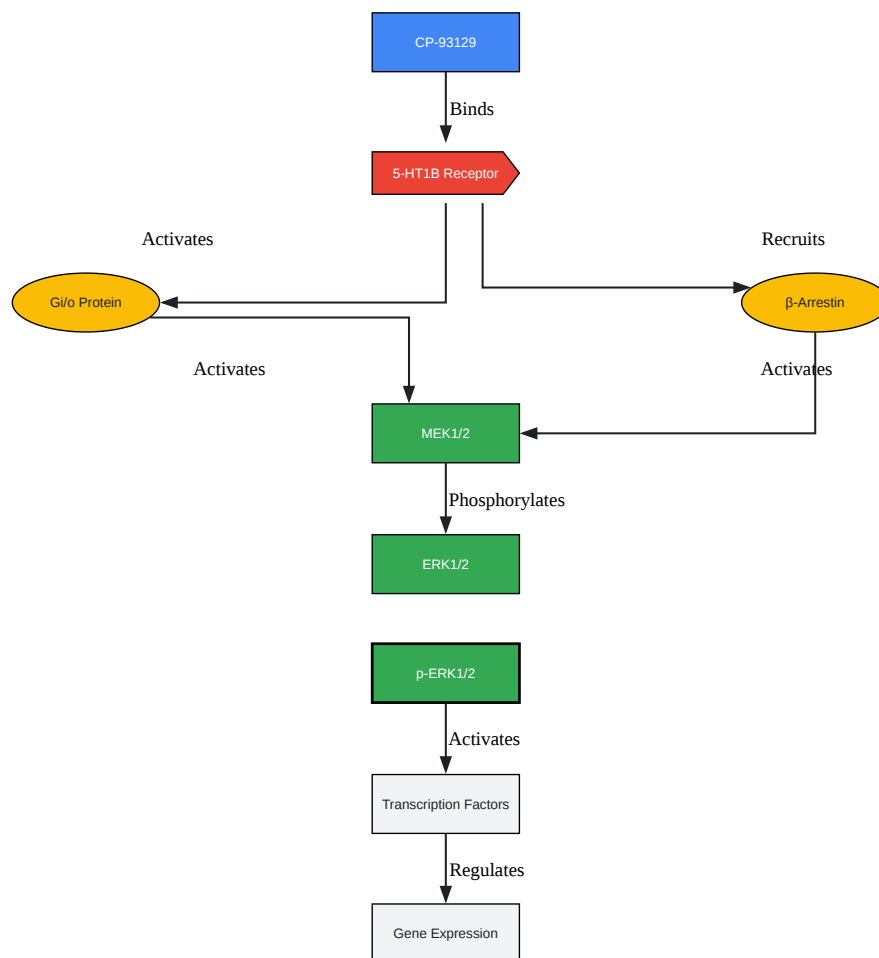 CP-93129
Binds
5-HT1B Receptor
Activates
Recruits
Gi/o Protein
β-Arrestin
Activates
Activates
MEK1/2
Phosphorylates
ERK1/2
p-ERK1/2
Activates
Transcription Factors
Regulates
Gene Expression